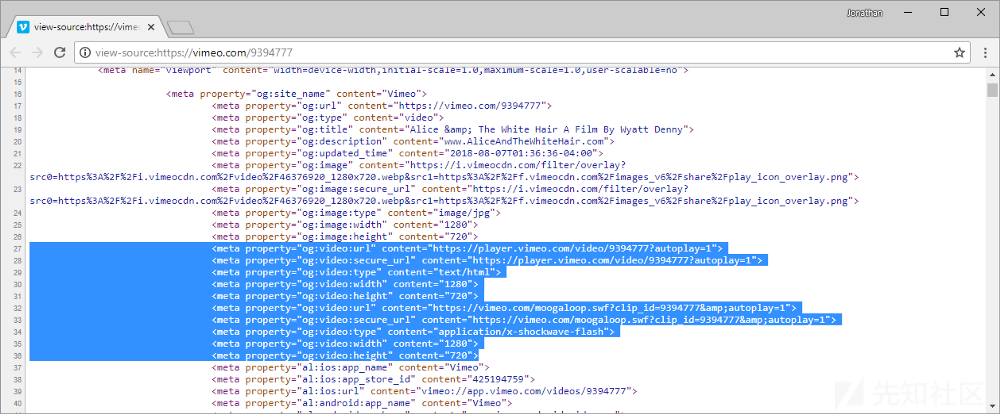 view-source:https://vime
Jonathan
view-source:https://vimeo.com/9394777
14 <meta name="viewport" content="width=device-width,initial-scale=1.0,maximum-scale=1.0,user-scalable=no">
15
16 <meta property="og:site_name" content="Vimeo">
17 <meta property="og:url" content="https://vimeo.com/9394777">
18 <meta property="og:type" content="video">
19 <meta property="og:title" content="Alice &amp; The White Hair A Film By Wyatt Denny">
20 <meta property="og:description" content="www.AliceAndTheWhiteHair.com">
21 <meta property="og:updated_time" content="2018-08-07T01:36:36-04:00">
22 <meta property="og:image" content="https://i.vimeocdn.com/filter/overlay?
src0=https%3A%2F%2Fi.vimeocdn.com%2Fvideo%2F46376920_1280x720.webp&src1=https%3A%2F%2Ff.vimeocdn.com%2Fimages_v6%2Fshare%2Fplay_icon_overlay.png">
23 <meta property="og:image:secure_url" content="https://i.vimeocdn.com/filter/overlay?
src0=https%3A%2F%2Fi.vimeocdn.com%2Fvideo%2F46376920_1280x720.webp&src1=https%3A%2F%2Ff.vimeocdn.com%2Fimages_v6%2Fshare%2Fplay_icon_overlay.png">
24 <meta property="og:image:type" content="image/jpg">
25 <meta property="og:image:width" content="1280">
26 <meta property="og:image:height" content="720">
27 <meta property="og:video:url" content="https://player.vimeo.com/video/9394777?autoplay=1">
28 <meta property="og:video:secure_url" content="https://player.vimeo.com/video/9394777?autoplay=1">
29 <meta property="og:video:type" content="text/html">
30 <meta property="og:video:width" content="1280">
31 <meta property="og:video:height" content="720">
32 <meta property="og:video:url" content="https://vimeo.com/moogaloop.swf?clip_id=9394777&amp;autoplay=1">
33 <meta property="og:video:secure_url" content="https://vimeo.com/moogaloop.swf?clip_id=9394777&amp;autoplay=1">
34 <meta property="og:video:type" content="application/x-shockwave-flash">
35 <meta property="og:video:width" content="1280">
36 <meta property="og:video:height" content="720">
37 <meta property="al:ios:app_name" content="Vimeo">
38 <meta property="al:ios:app_store_id" content="425194759">
39 <meta property="al:ios:url" content="vimeo://app.vimeo.com/videos/9394777">
40 <meta property="al:android:app_name" content="Vimeo">
先知社区